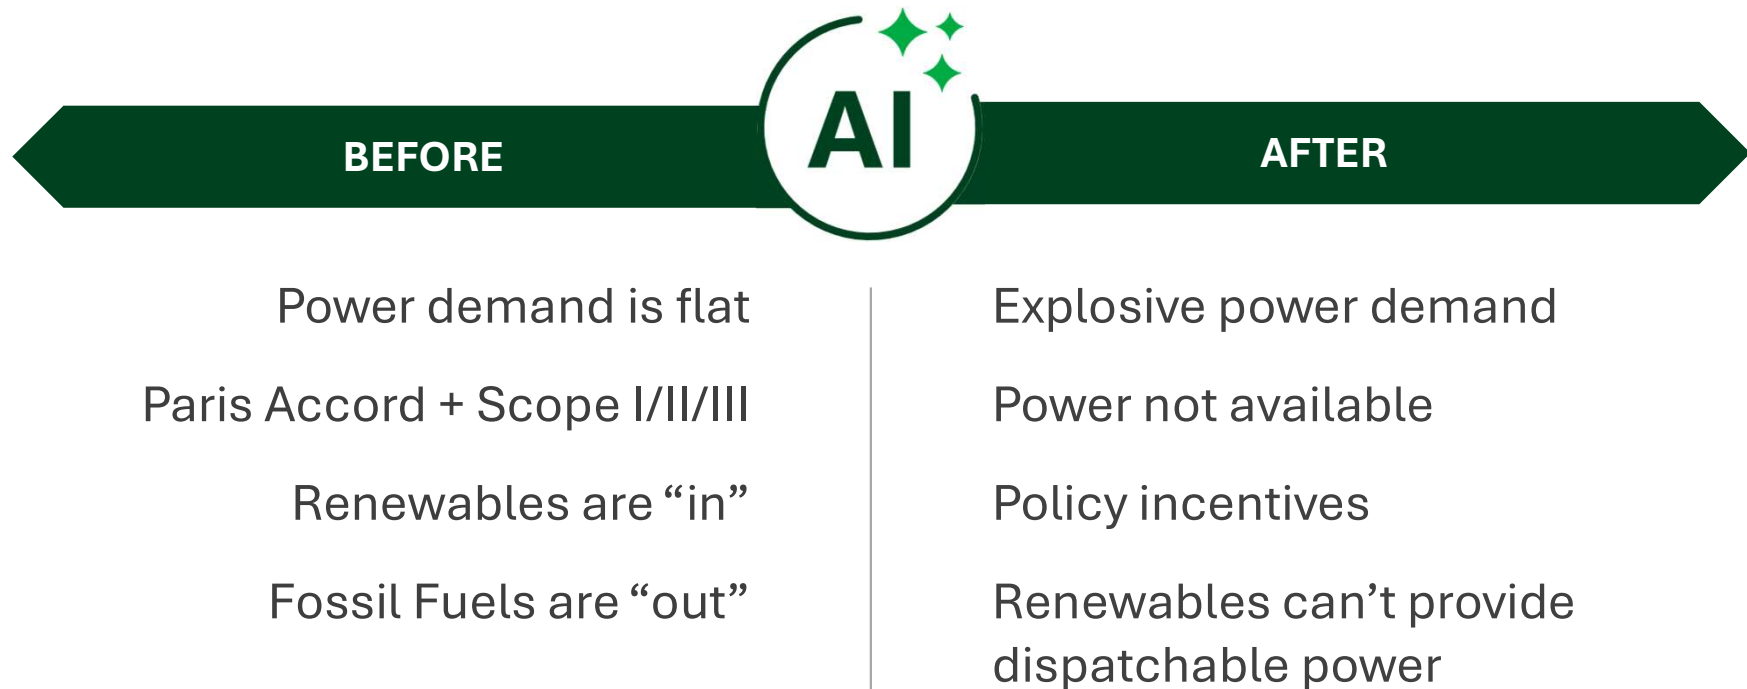 AI
BEFORE
AFTER
Power demand is flat
Paris Accord + Scope I/II/III
Renewables are “in”
Fossil Fuels are “out”
Explosive power demand
Power not available
Policy incentives
Renewables can’t provide
dispatchable power